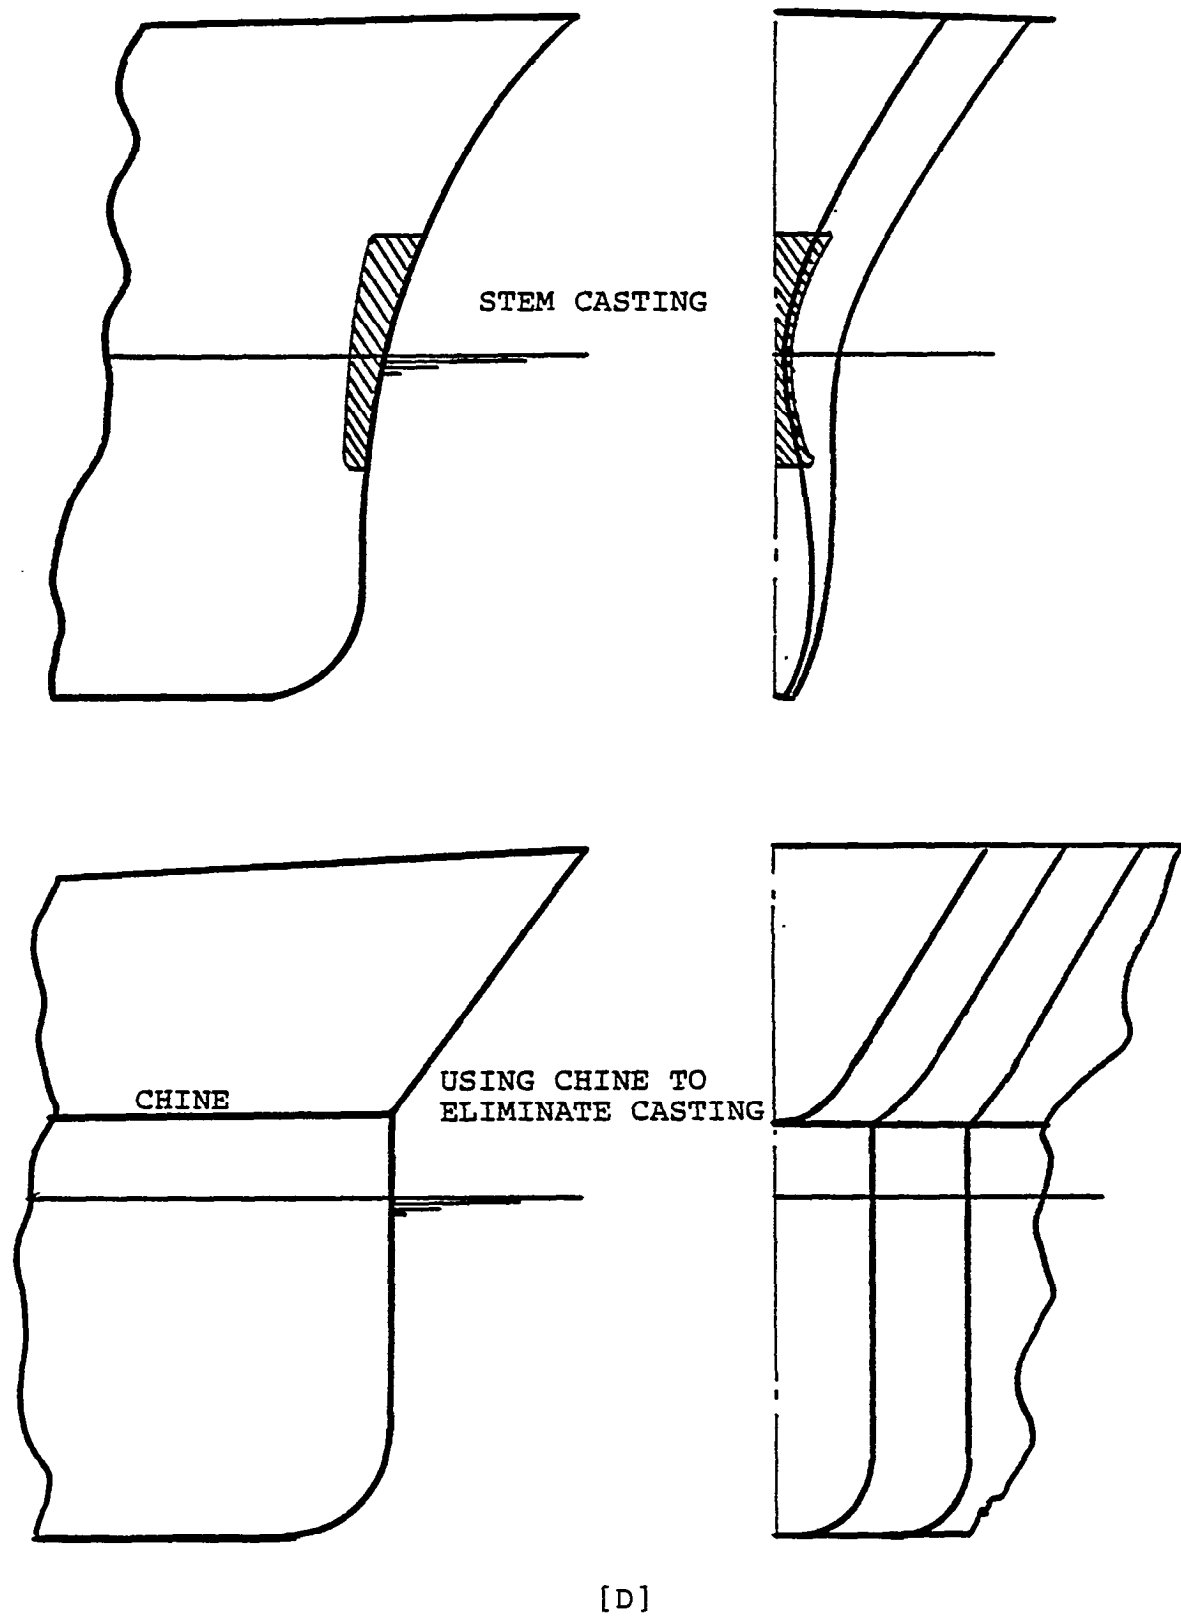 STEM CASTING
CHINE
USING CHINE TO
ELIMINATE CASTING
[D]